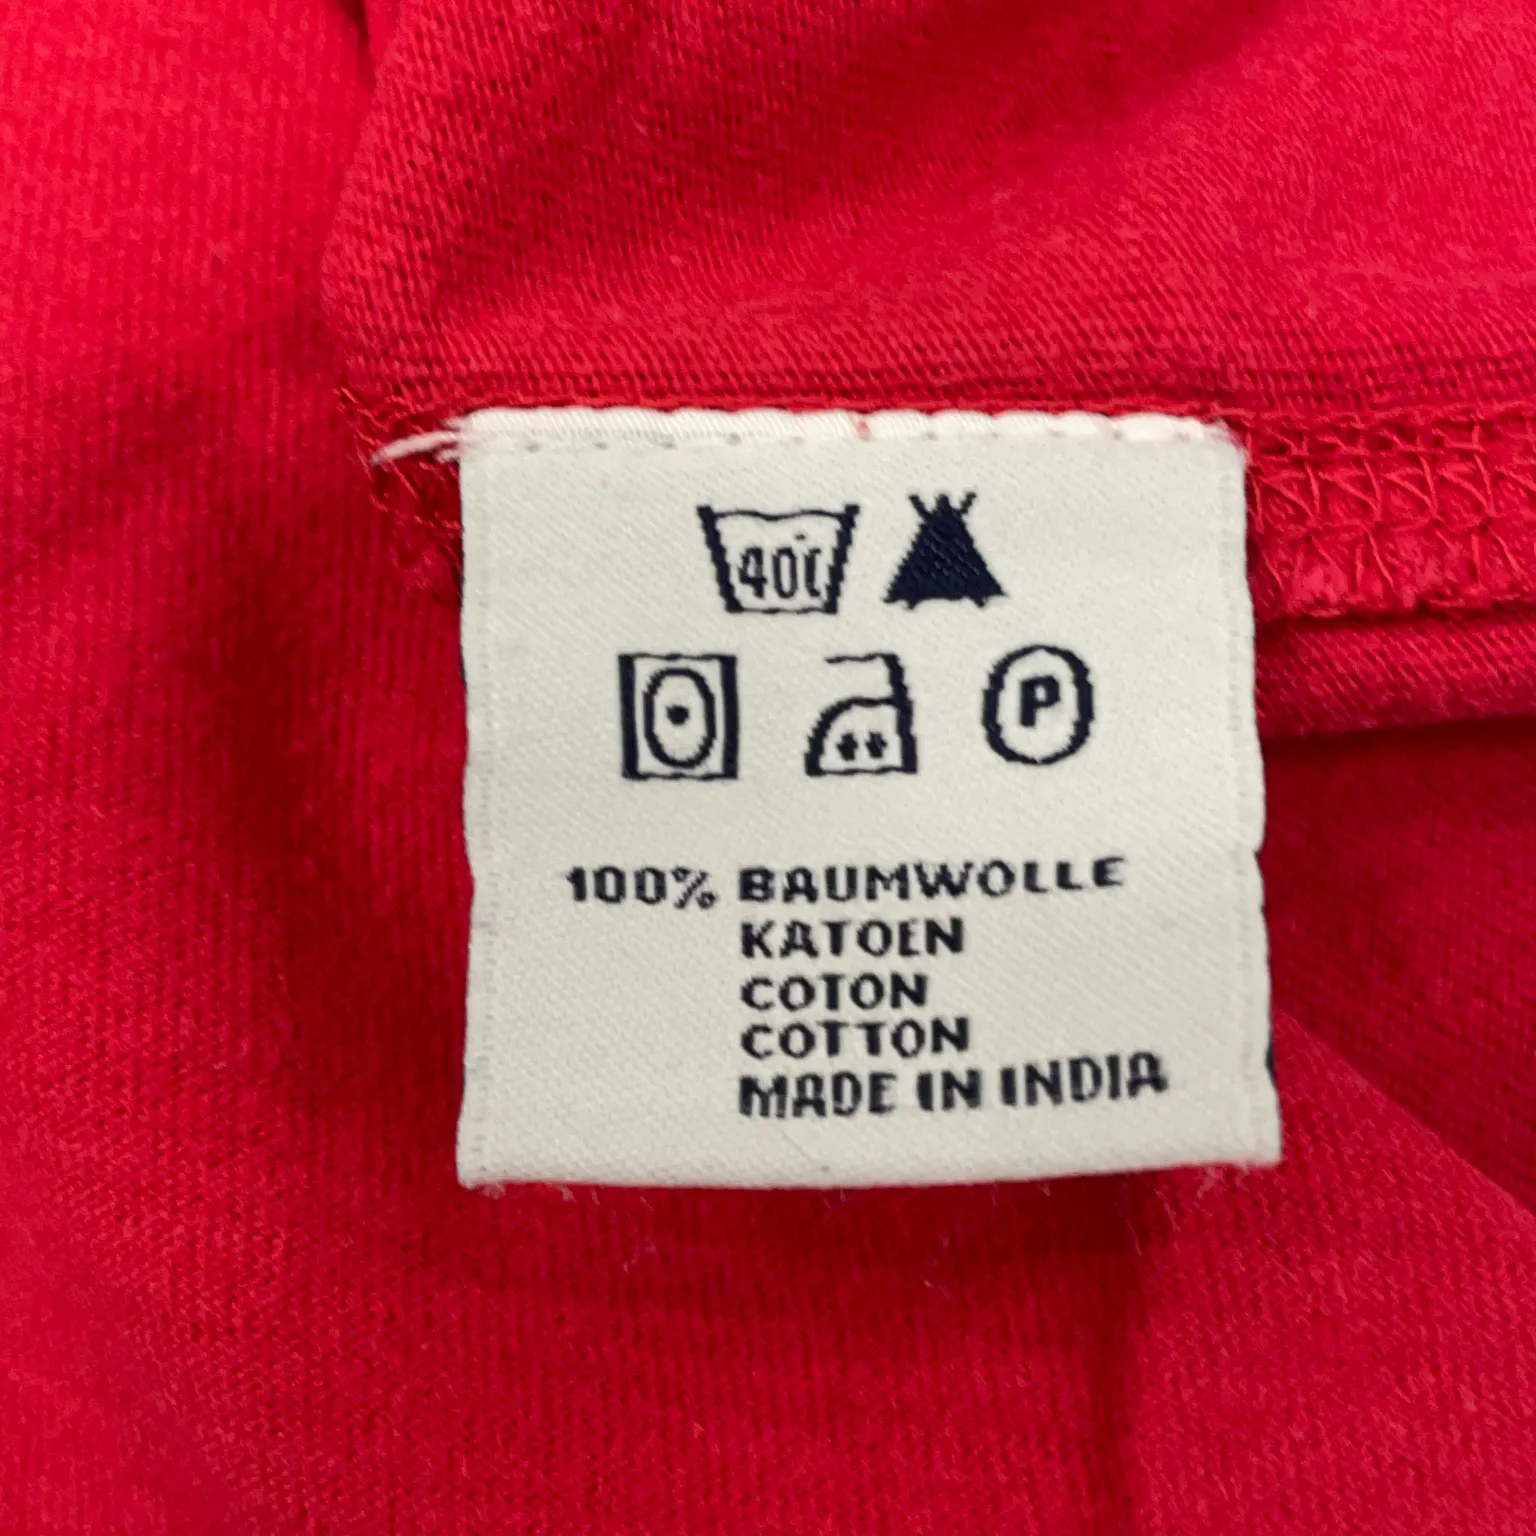 40°C
P
100% BAUMWOLLE
KATOEN
COTON
COTTON
MADE IN INDIA